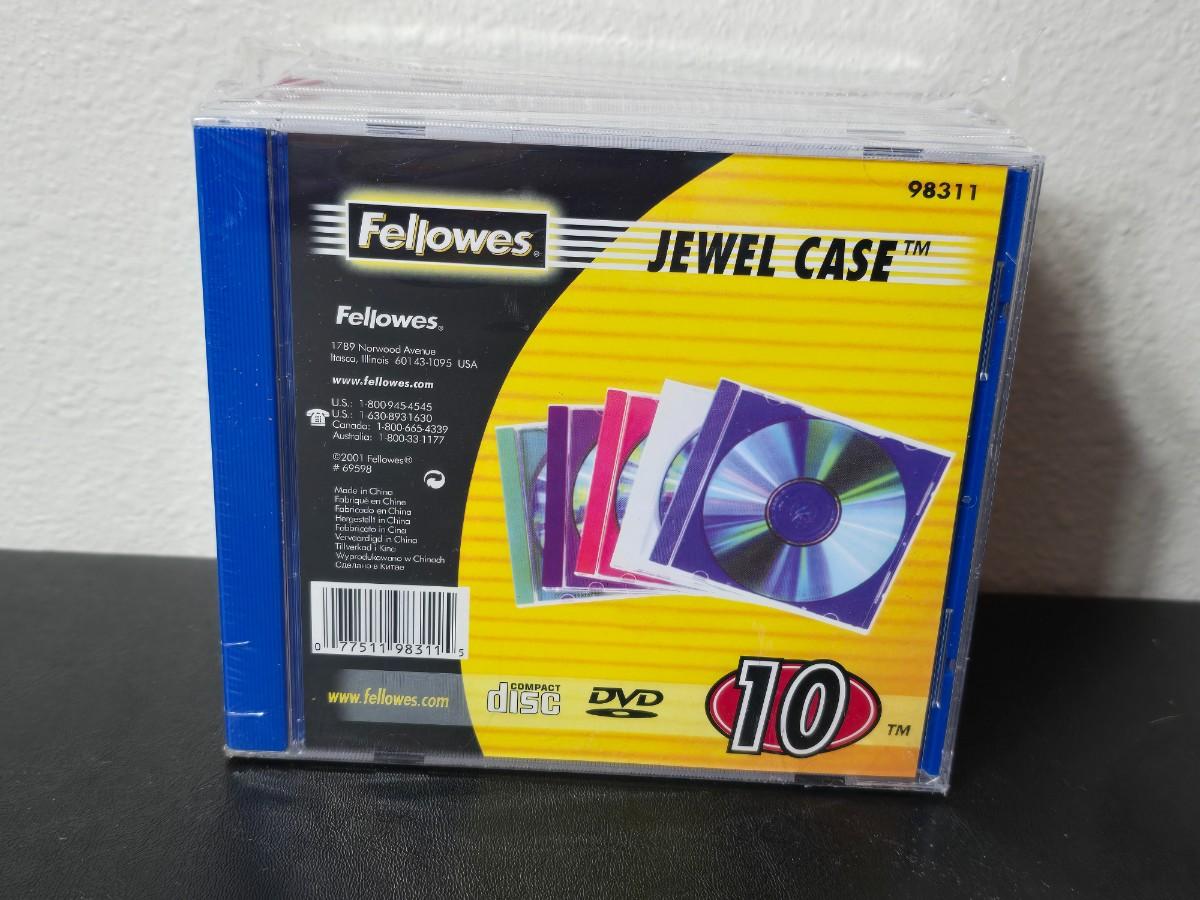 98311
Fellowes®
JEWEL CASE™
Fellowes®
1789 Norwood Avenue
Itasca, Illinois 60143-1095 USA
www.fellowes.com
U.S.: 1-800-945-4545
U.S.: 1-630-8931630
Canada: 1-800-665-4339
Australia: 1-800-33-1177
©2001 Fellowes®
# 69598
Made in China
Fabriqué en Chine
Fabricado en China
Hergestellt in China
Fabbricato in Cina
Vervaardigd in China
Tillverkad i Kina
Wyprodukowano w Chinach
Сделано в Китае
0 77511 98311 5
www.fellowes.com
COMPACT
disc
DVD
10
TM